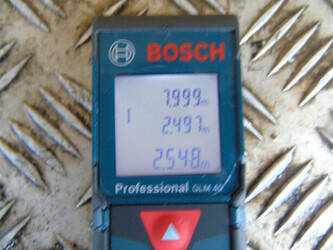 BOSCH
7.999m
2.497m
2.548m
Professional GLM 40